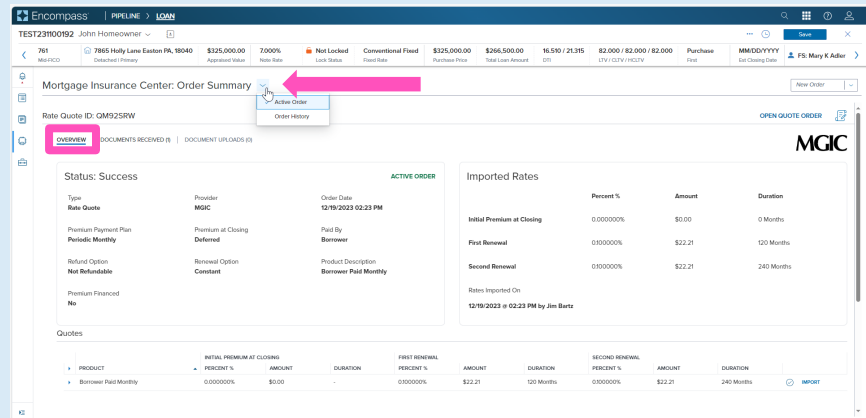 Encompass® PIPELINE > LOAN
TEST231100192 John Homeowner Save
761 7865 Holly Lane Easton PA, 18040 $325,000.00 7.000% Not Locked Conventional Fixed $325,000.00 $266,500.00 16.510 / 21.315 82.000 / 82.000 / 82.000 Purchase MM/DD/YYYY FS: Mary K Adler
Mid-FICO Detached | Primary Appraised Value Note Rate Lock Status Fixed Rate Purchase Price Total Loan Amount DTI LTV / CLTV / HCLTV First Est Closing Date
Mortgage Insurance Center: Order Summary New Order
Active Order
Order History
Rate Quote ID: QM92SRW OPEN QUOTE ORDER
OVERVIEW DOCUMENTS RECEIVED (1) | DOCUMENT UPLOADS (0) MGIC
Status: Success ACTIVE ORDER
Type Provider Order Date
Rate Quote MGIC 12/19/2023 02:23 PM
Premium Payment Plan Premium at Closing Paid By
Periodic Monthly Deferred Borrower
Refund Option Renewal Option Product Description
Not Refundable Constant Borrower Paid Monthly
Premium Financed
No
Imported Rates
Percent % Amount Duration
Initial Premium at Closing 0.000000% $0.00 0 Months
First Renewal 0.100000% $22.21 120 Months
Second Renewal 0.100000% $22.21 240 Months
Rates Imported On
12/19/2023 @ 02:23 PM by Jim Bartz
Quotes
INITIAL PREMIUM AT CLOSING FIRST RENEWAL SECOND RENEWAL
PRODUCT PERCENT % AMOUNT DURATION PERCENT % AMOUNT DURATION PERCENT % AMOUNT DURATION
Borrower Paid Monthly 0.000000% $0.00 - 0.100000% $22.21 120 Months 0.100000% $22.21 240 Months IMPORT